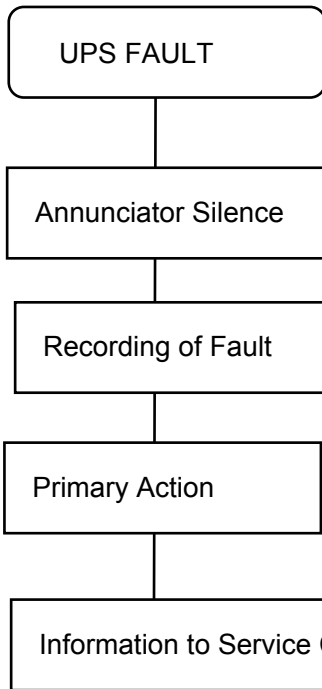 UPS FAULT
Annunciator Silence
Recording of Fault
Primary Action
Information to Service